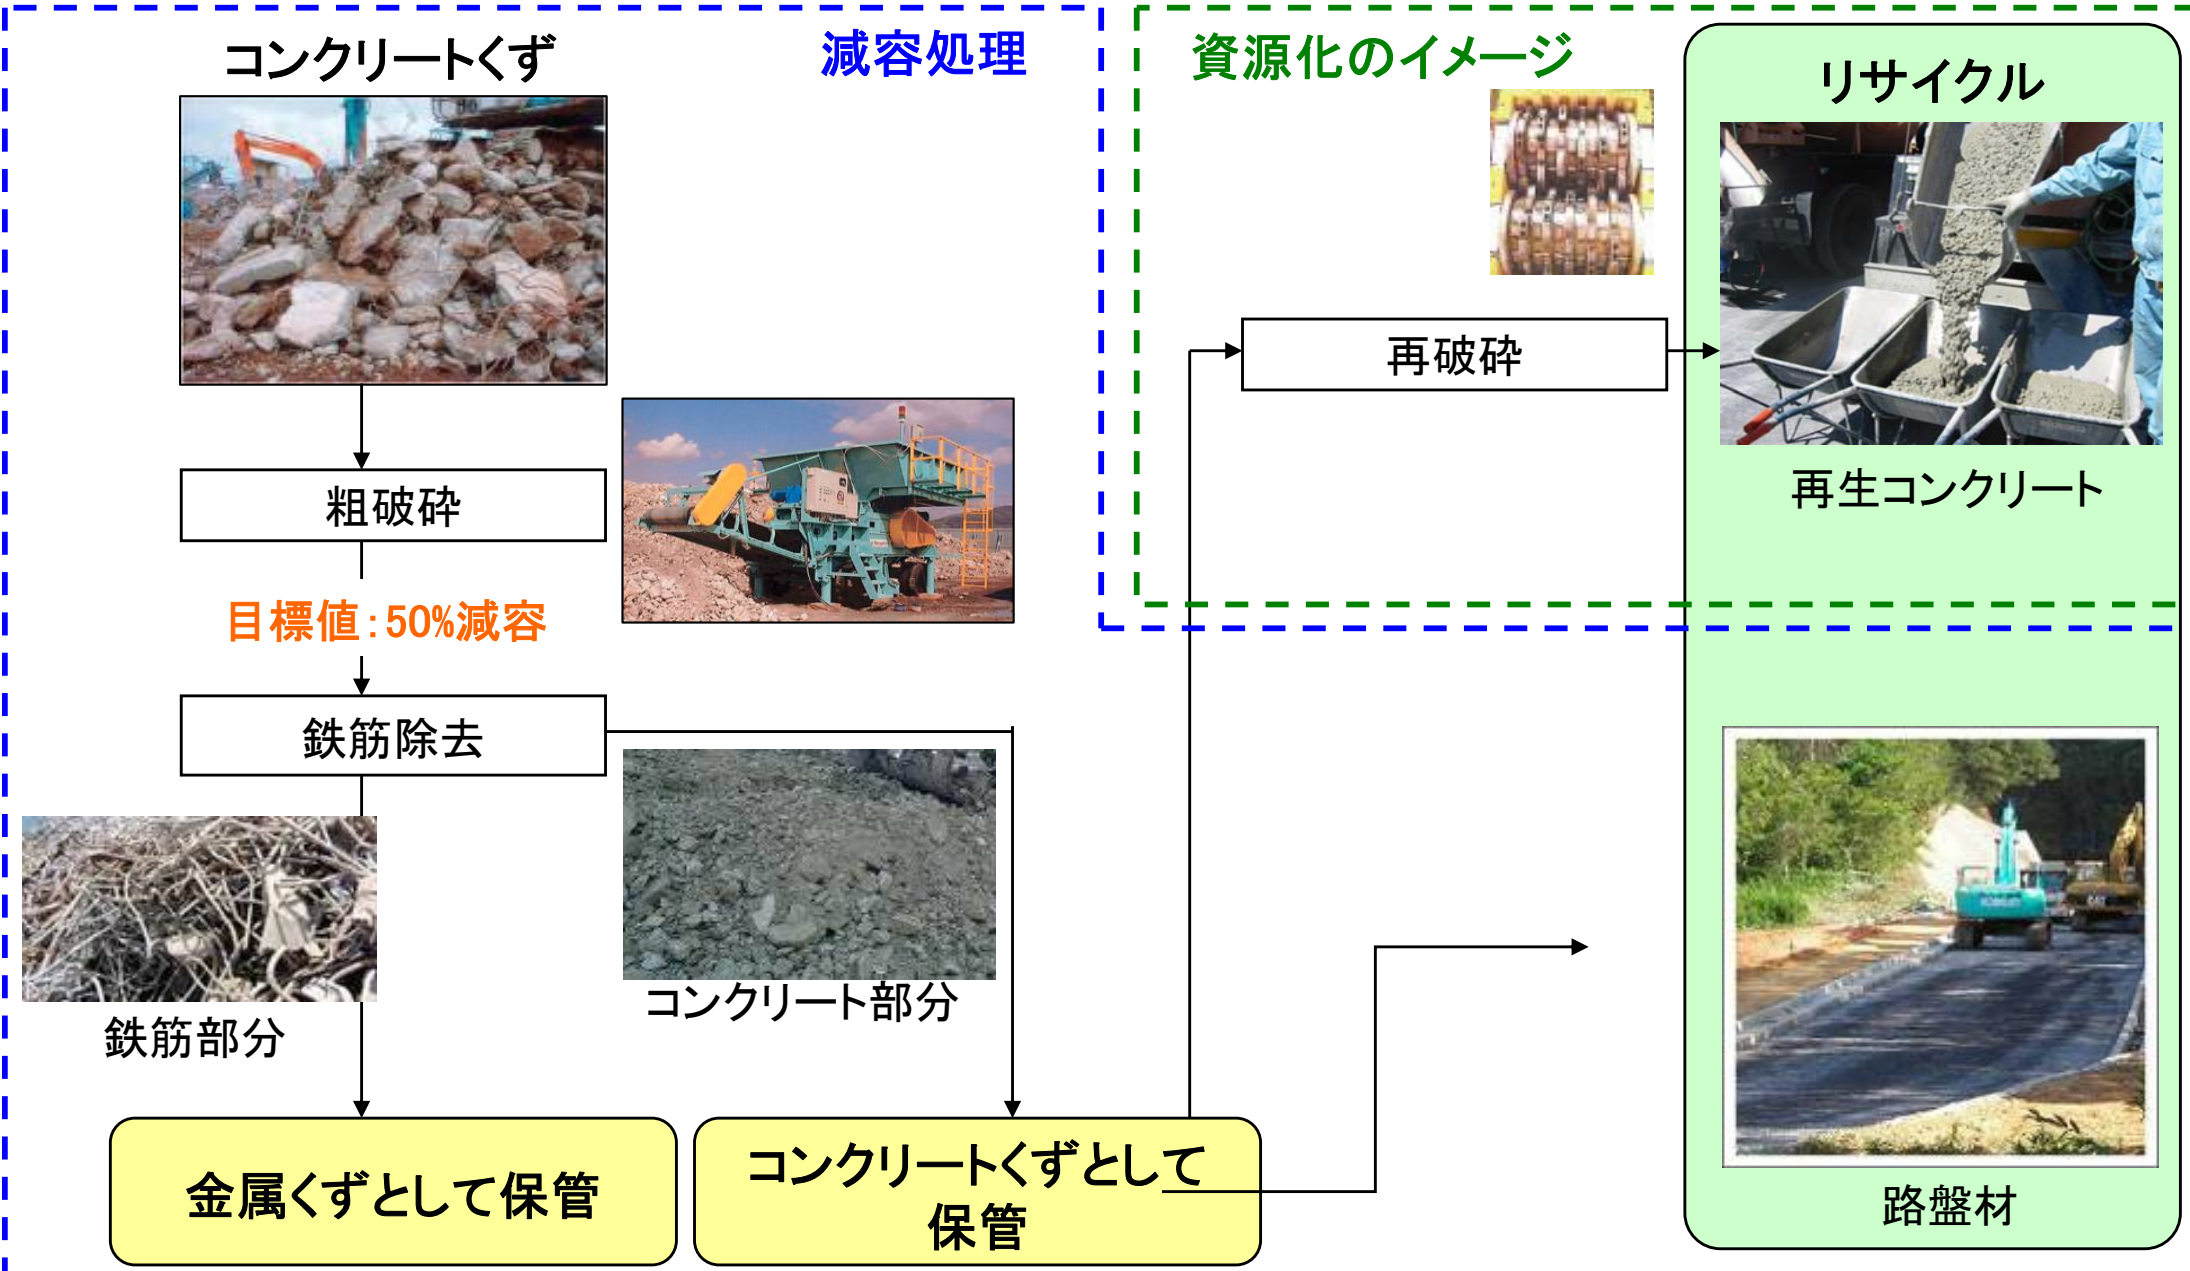 コンクリートくず
減容処理
粗破砕
目標値：50%減容
鉄筋除去
鉄筋部分
コンクリート部分
金属くずとして保管
コンクリートくずとして
保管
資源化のイメージ
再破砕
リサイクル
再生コンクリート
CAT
路盤材